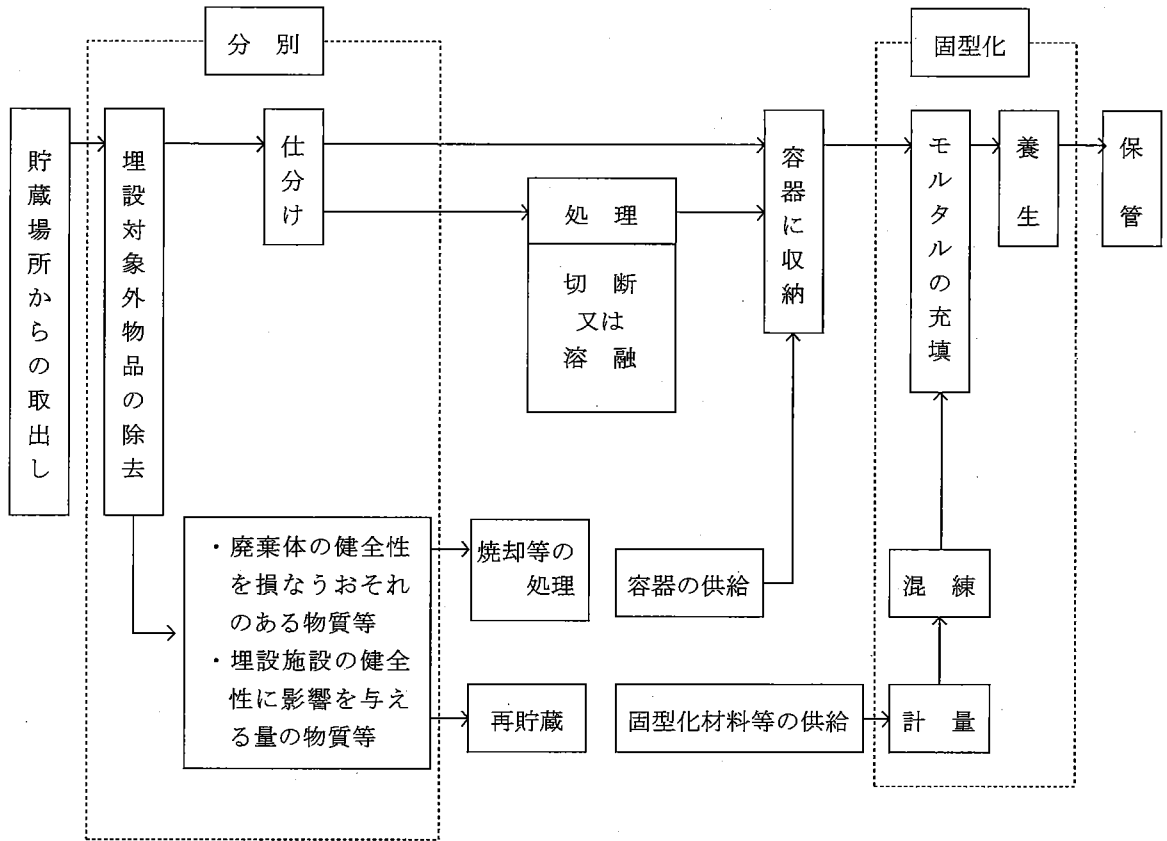 分別
固型化
貯蔵場所からの取出し
埋設対象外物品の除去
仕分け
処理
切断
又は
溶融
容器に収納
モルタルの充填
養生
保管
・廃棄体の健全性
を損なうおそれ
のある物質等
・埋設施設の健全
性に影響を与え
る量の物質等
焼却等の
処理
再貯蔵
容器の供給
固型化材料等の供給
混練
計量